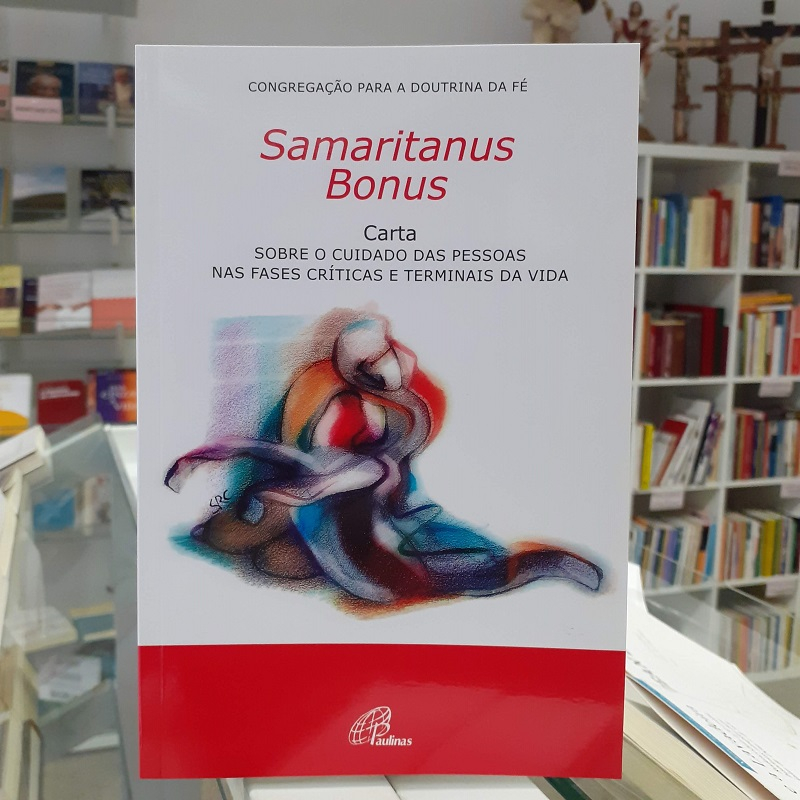 CONGREGAÇÃO PARA A DOUTRINA DA FÉ
Samaritanus
Bonus
Carta
SOBRE O CUIDADO DAS PESSOAS
NAS FASES CRÍTICAS E TERMINAIS DA VIDA
SRC
Paulinas